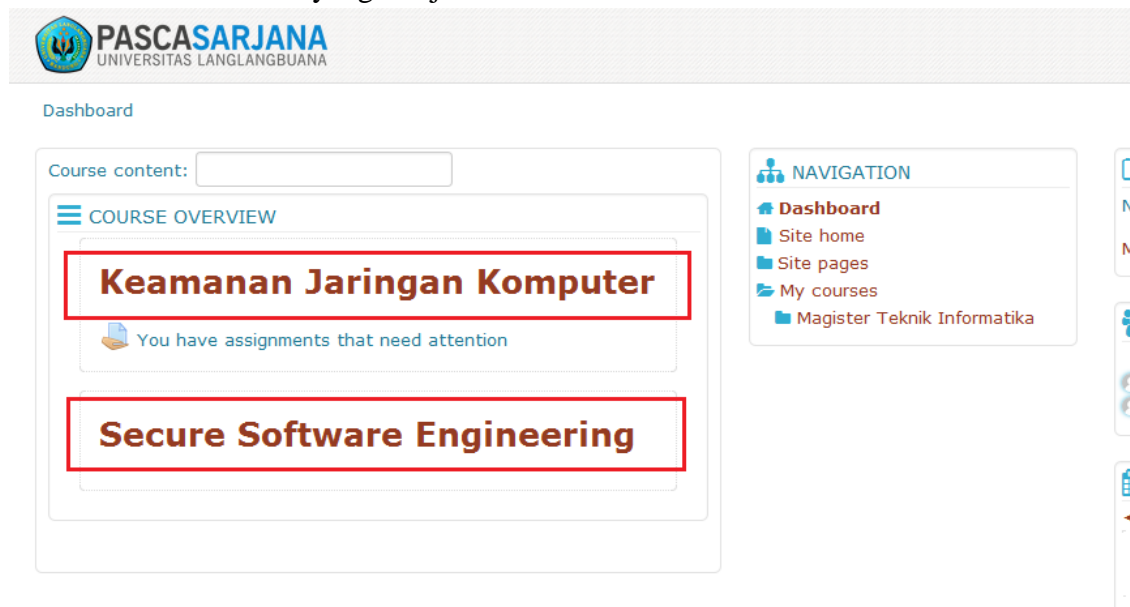 PASCASARJANA
UNIVERSITAS LANGLANGBUANA
Dashboard
Course content:
COURSE OVERVIEW
Keamanan Jaringan Komputer
You have assignments that need attention
Secure Software Engineering
NAVIGATION
Dashboard
Site home
Site pages
My courses
Magister Teknik Informatika